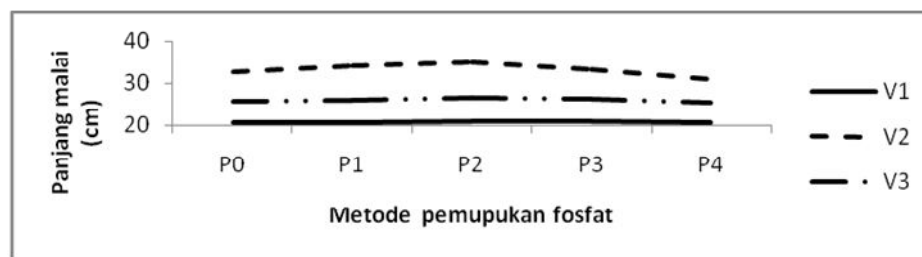 Panjang malai
(cm)
40
30
20
P0 P1 P2 P3 P4
Metode pemupukan fosfat
V1
V2
V3